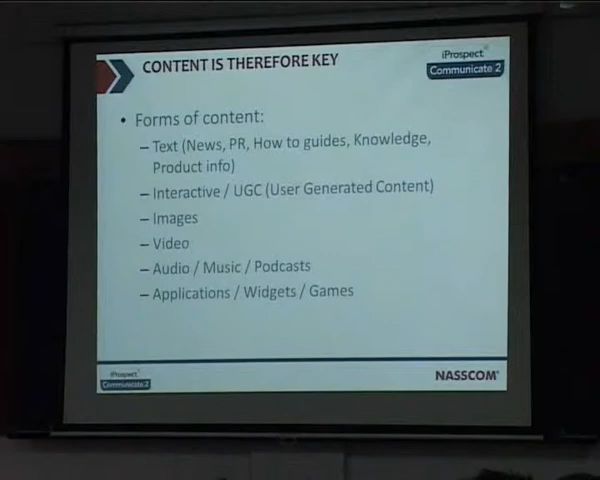 CONTENT IS THEREFORE KEY
iProspect
Communicate 2
• Forms of content:
– Text (News, PR, How to guides, Knowledge,
Product info)
– Interactive / UGC (User Generated Content)
– Images
– Video
– Audio / Music / Podcasts
– Applications / Widgets / Games
iProspect
Communicate 2
NASSCOM®